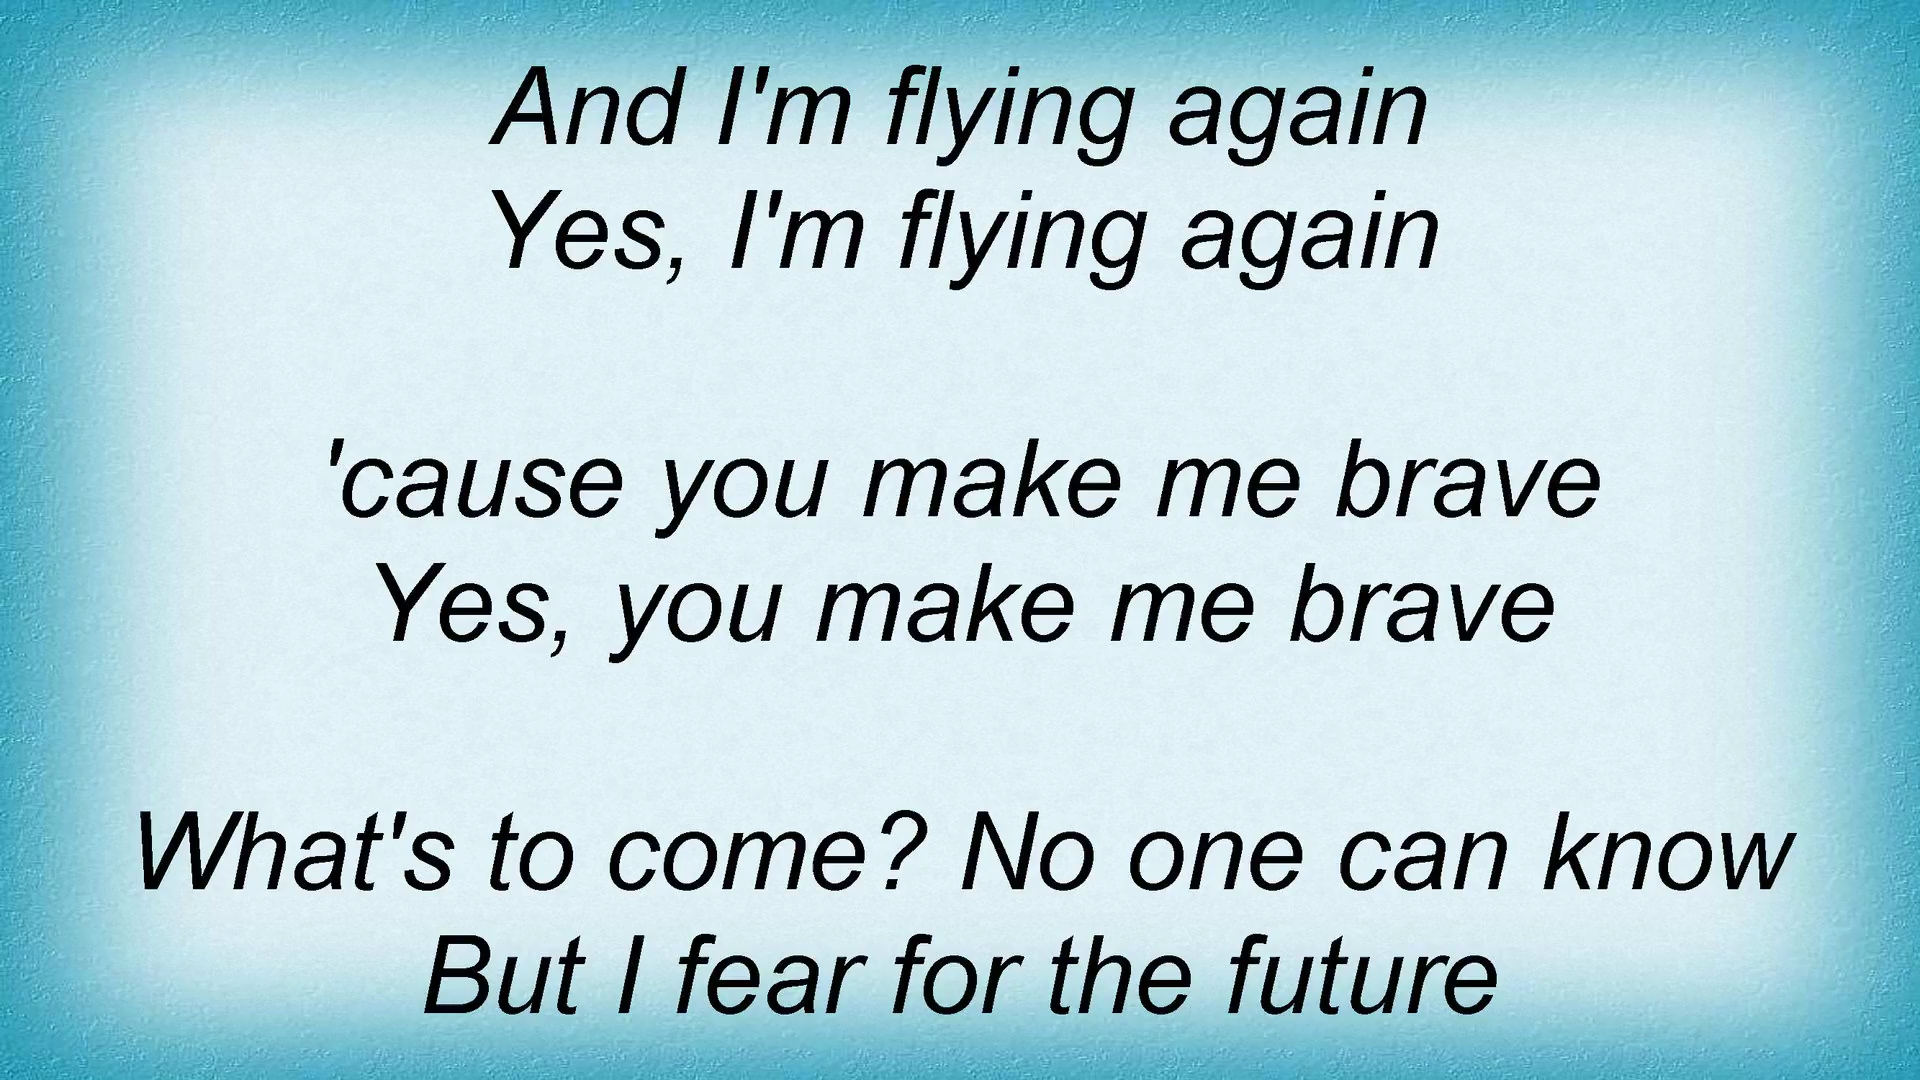 And I'm flying again
Yes, I'm flying again
'cause you make me brave
Yes, you make me brave
What's to come? No one can know
But I fear for the future